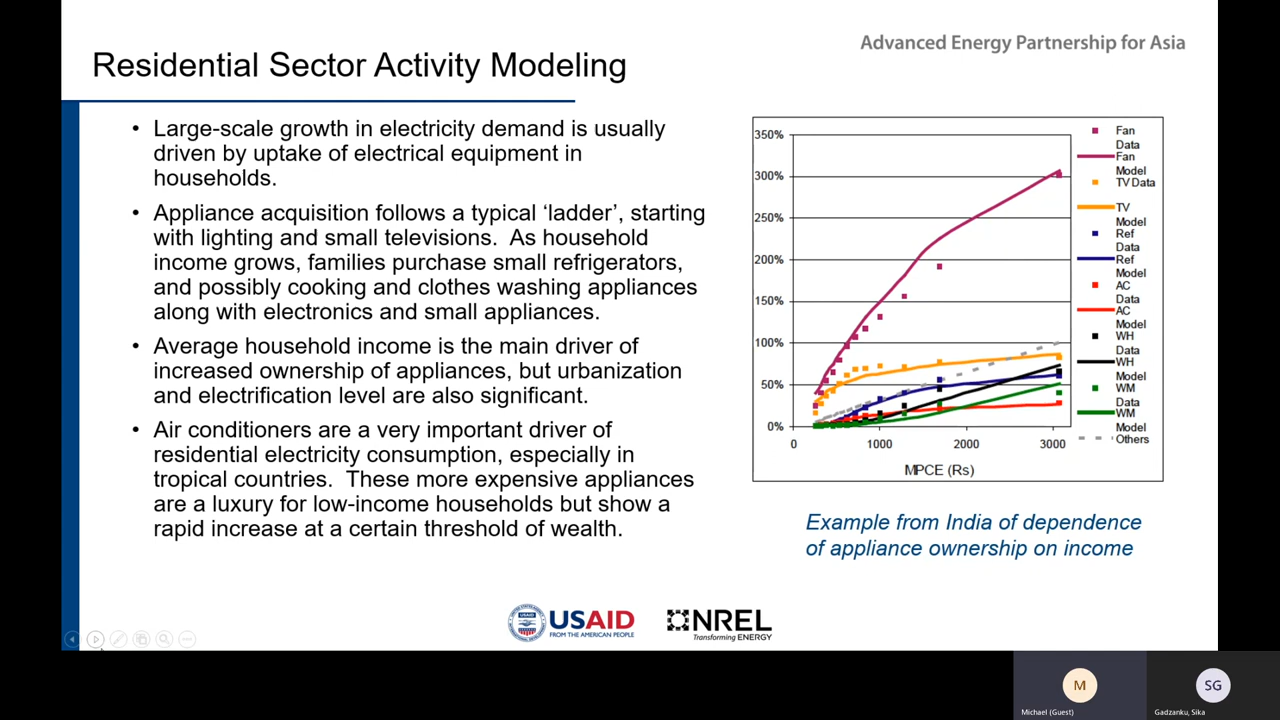 Advanced Energy Partnership for Asia
Residential Sector Activity Modeling
• Large-scale growth in electricity demand is usually
driven by uptake of electrical equipment in
households.
• Appliance acquisition follows a typical ‘ladder’, starting
with lighting and small televisions. As household
income grows, families purchase small refrigerators,
and possibly cooking and clothes washing appliances
along with electronics and small appliances.
• Average household income is the main driver of
increased ownership of appliances, but urbanization
and electrification level are also significant.
• Air conditioners are a very important driver of
residential electricity consumption, especially in
tropical countries. These more expensive appliances
are a luxury for low-income households but show a
rapid increase at a certain threshold of wealth.
350%
300%
250%
200%
150%
100%
50%
0%
0 1000 2000 3000
MPCE (Rs)
Fan
Data
Fan
Model
TV Data
TV
Model
Ref
Data
Ref
Model
AC
Data
AC
Model
WH
Data
WH
Model
WM
Data
WM
Model
Others
Example from India of dependence
of appliance ownership on income
USAID
FROM THE AMERICAN PEOPLE
NREL
Transforming ENERGY
M
Michael (Guest)
SG
Gadzanku, Sika